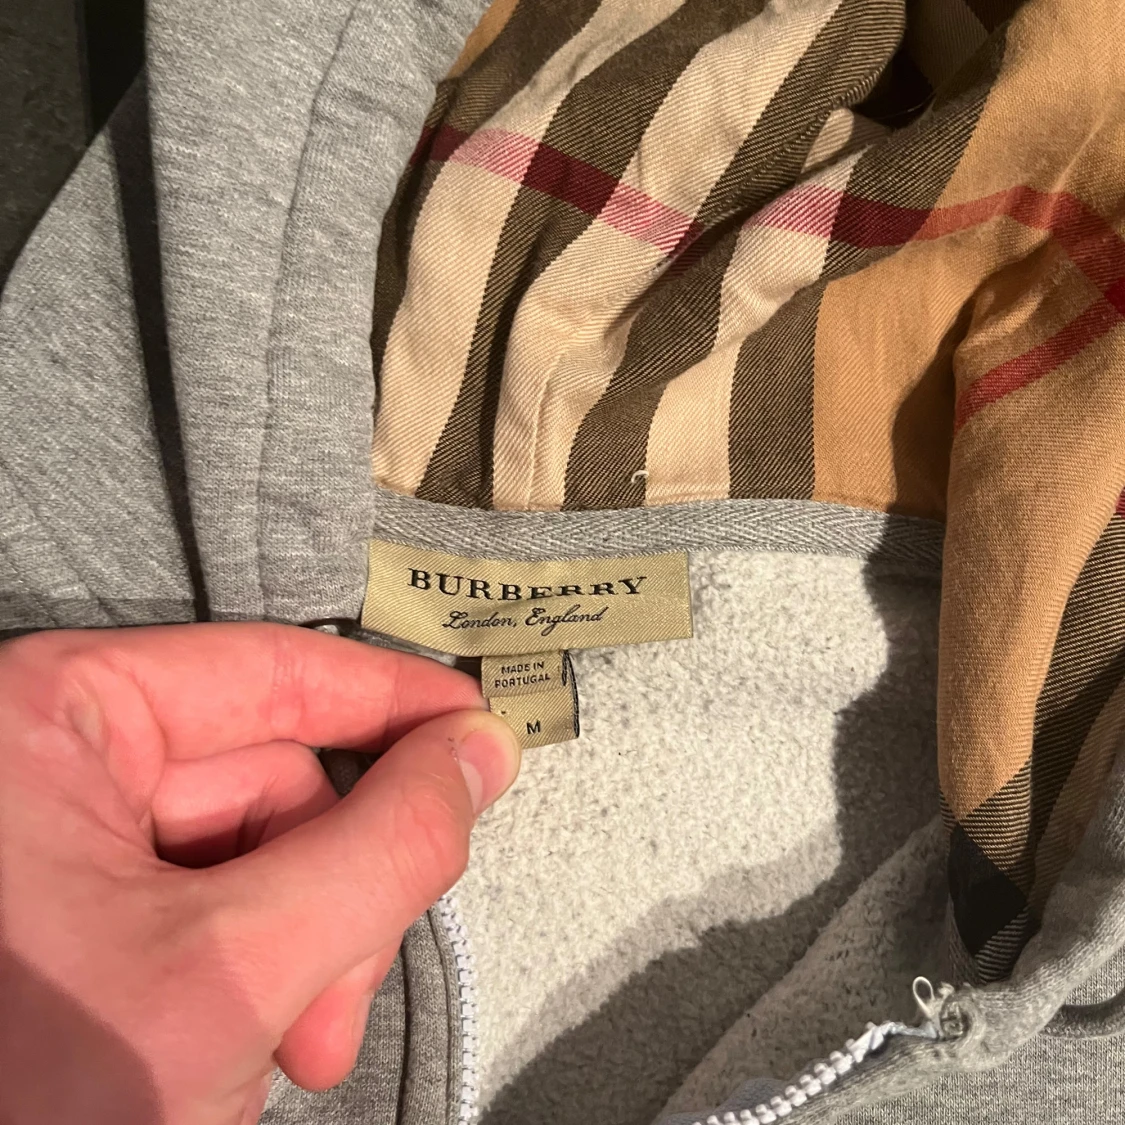 BURBERRY
London, England
MADE IN
PORTUGAL
M